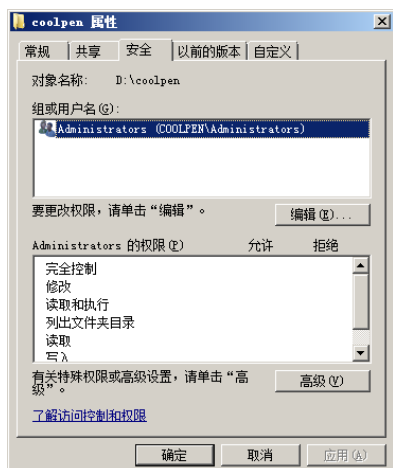 coolpen 属性
常规 共享 安全 以前的版本 自定义
对象名称: D:\coolpen
组或用户名(G):
Administrators (COOLPEN\Administrators)
要更改权限，请单击“编辑”。
编辑(E)...
Administrators 的权限(P) 允许 拒绝
完全控制
修改
读取和执行
列出文件夹目录
读取
写入
有关特殊权限或高级设置，请单击“高
级”。
高级(V)
了解访问控制和权限
确定 取消 应用(A)